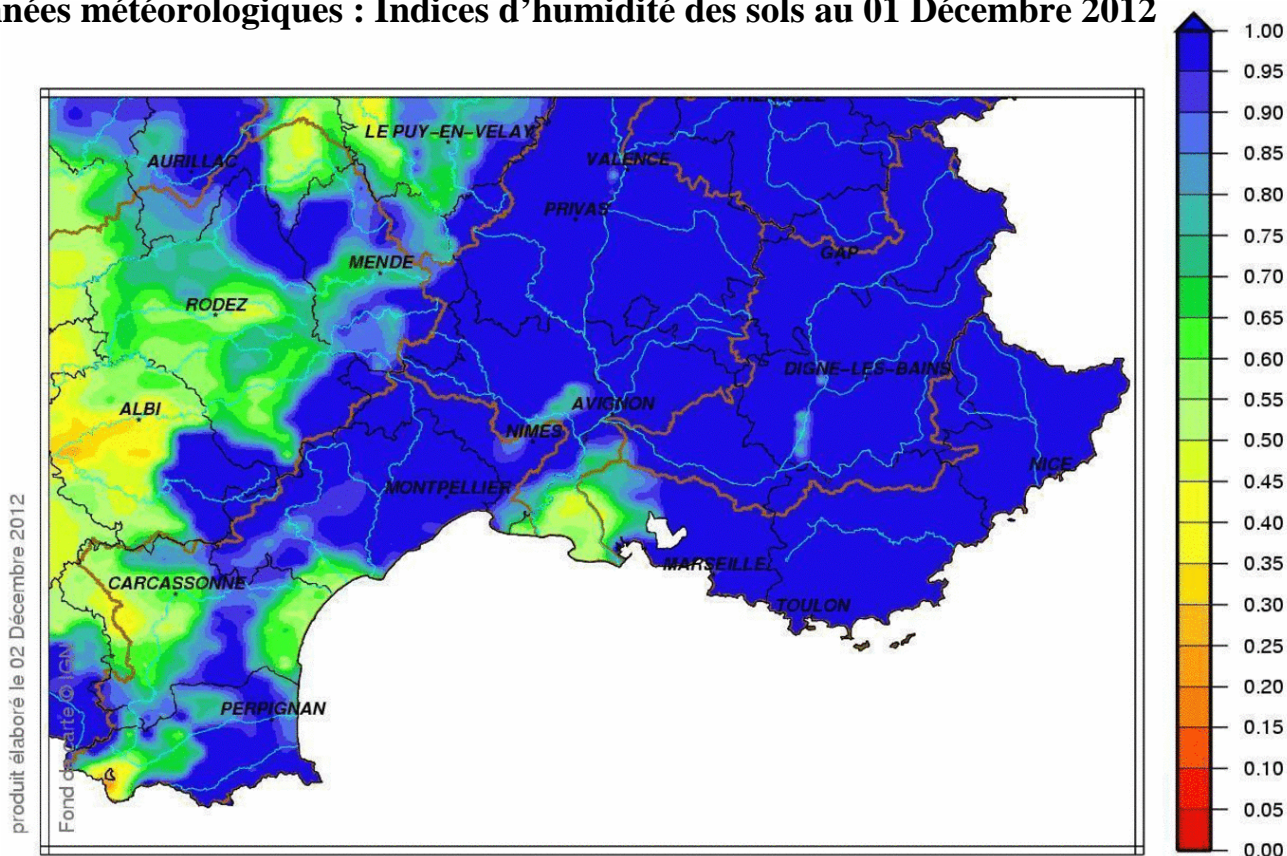 nées météorologiques : Indices d’humidité des sols au 01 Décembre 2012
LE PUY-EN-VELAY
AURILLAC
VALENCE
PRIVAS
GAP
MENDE
RODEZ
DIGNE-LES-BAINS
ALBI
AVIGNON
NIMES
NICE
MONTPELLIER
MARSEILLE
CARCASSONNE
TOULON
PERPIGNAN
produit élaboré le 02 Décembre 2012
Fond de carte © IGN
1.00
0.95
0.90
0.85
0.80
0.75
0.70
0.65
0.60
0.55
0.50
0.45
0.40
0.35
0.30
0.25
0.20
0.15
0.10
0.05
0.00